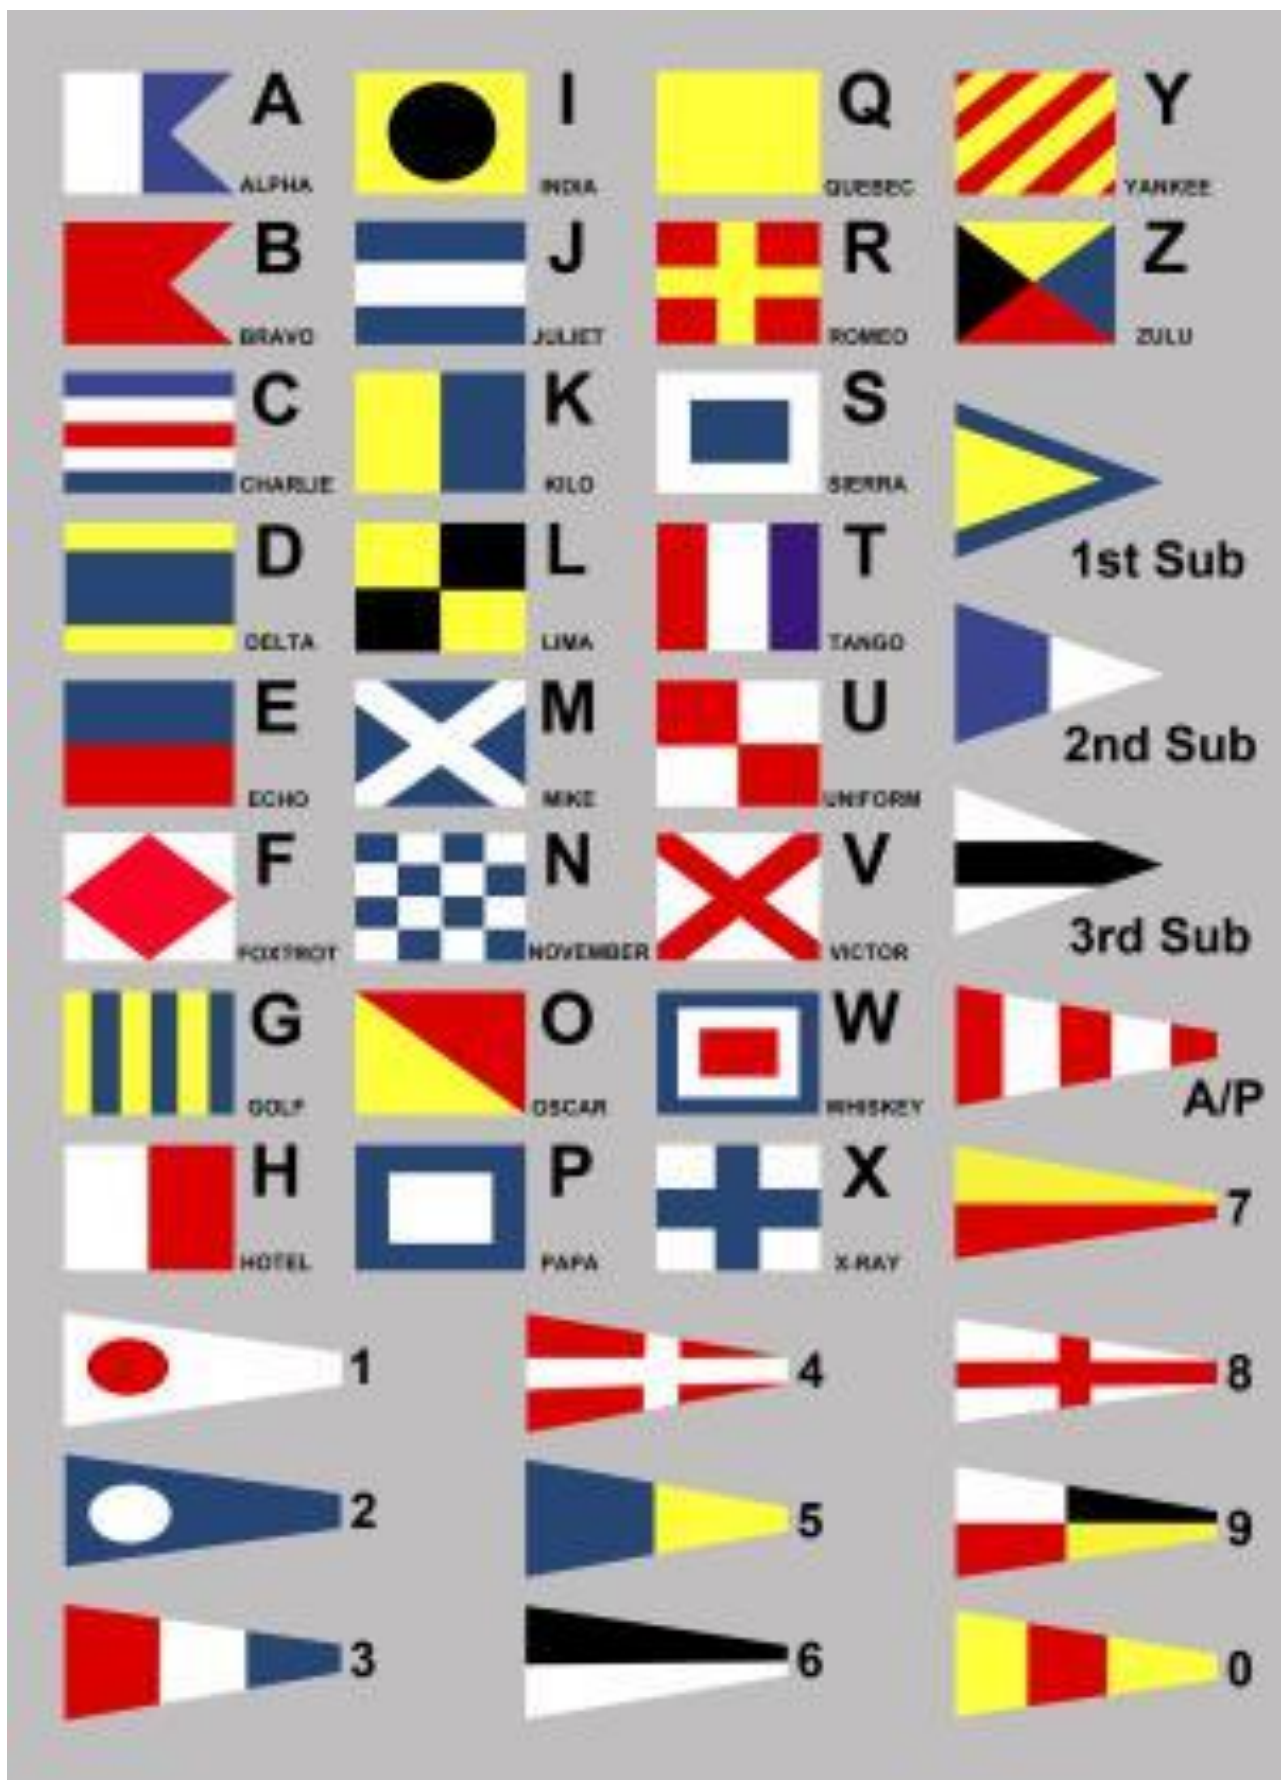 A
ALPHA
B
BRAVO
C
CHARLIE
D
DELTA
E
ECHO
F
FOXTROT
G
GOLF
H
HOTEL
I
INDIA
J
JULIET
K
KILO
L
LIMA
M
MIKE
N
NOVEMBER
O
OSCAR
P
PAPA
Q
QUEBEC
R
ROMEO
S
SIERRA
T
TANGO
U
UNIFORM
V
VICTOR
W
WHISKEY
X
X-RAY
Y
YANKEE
Z
ZULU
1st Sub
2nd Sub
3rd Sub
A/P
7
1
2
3
4
5
6
8
9
0